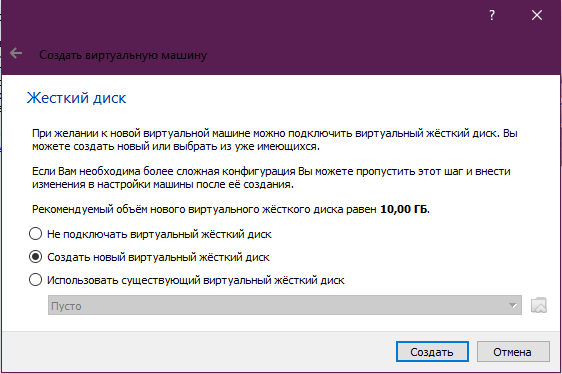 ?
Создать виртуальную машину
Жесткий диск
При желании к новой виртуальной машине можно подключить виртуальный жёсткий диск. Вы
можете создать новый или выбрать из уже имеющихся.
Если Вам необходима более сложная конфигурация Вы можете пропустить этот шаг и внести
изменения в настройки машины после её создания.
Рекомендуемый объём нового виртуального жёсткого диска равен 10,00 ГБ.
Не подключать виртуальный жёсткий диск
Создать новый виртуальный жёсткий диск
Использовать существующий виртуальный жёсткий диск
Пусто
Создать
Отмена